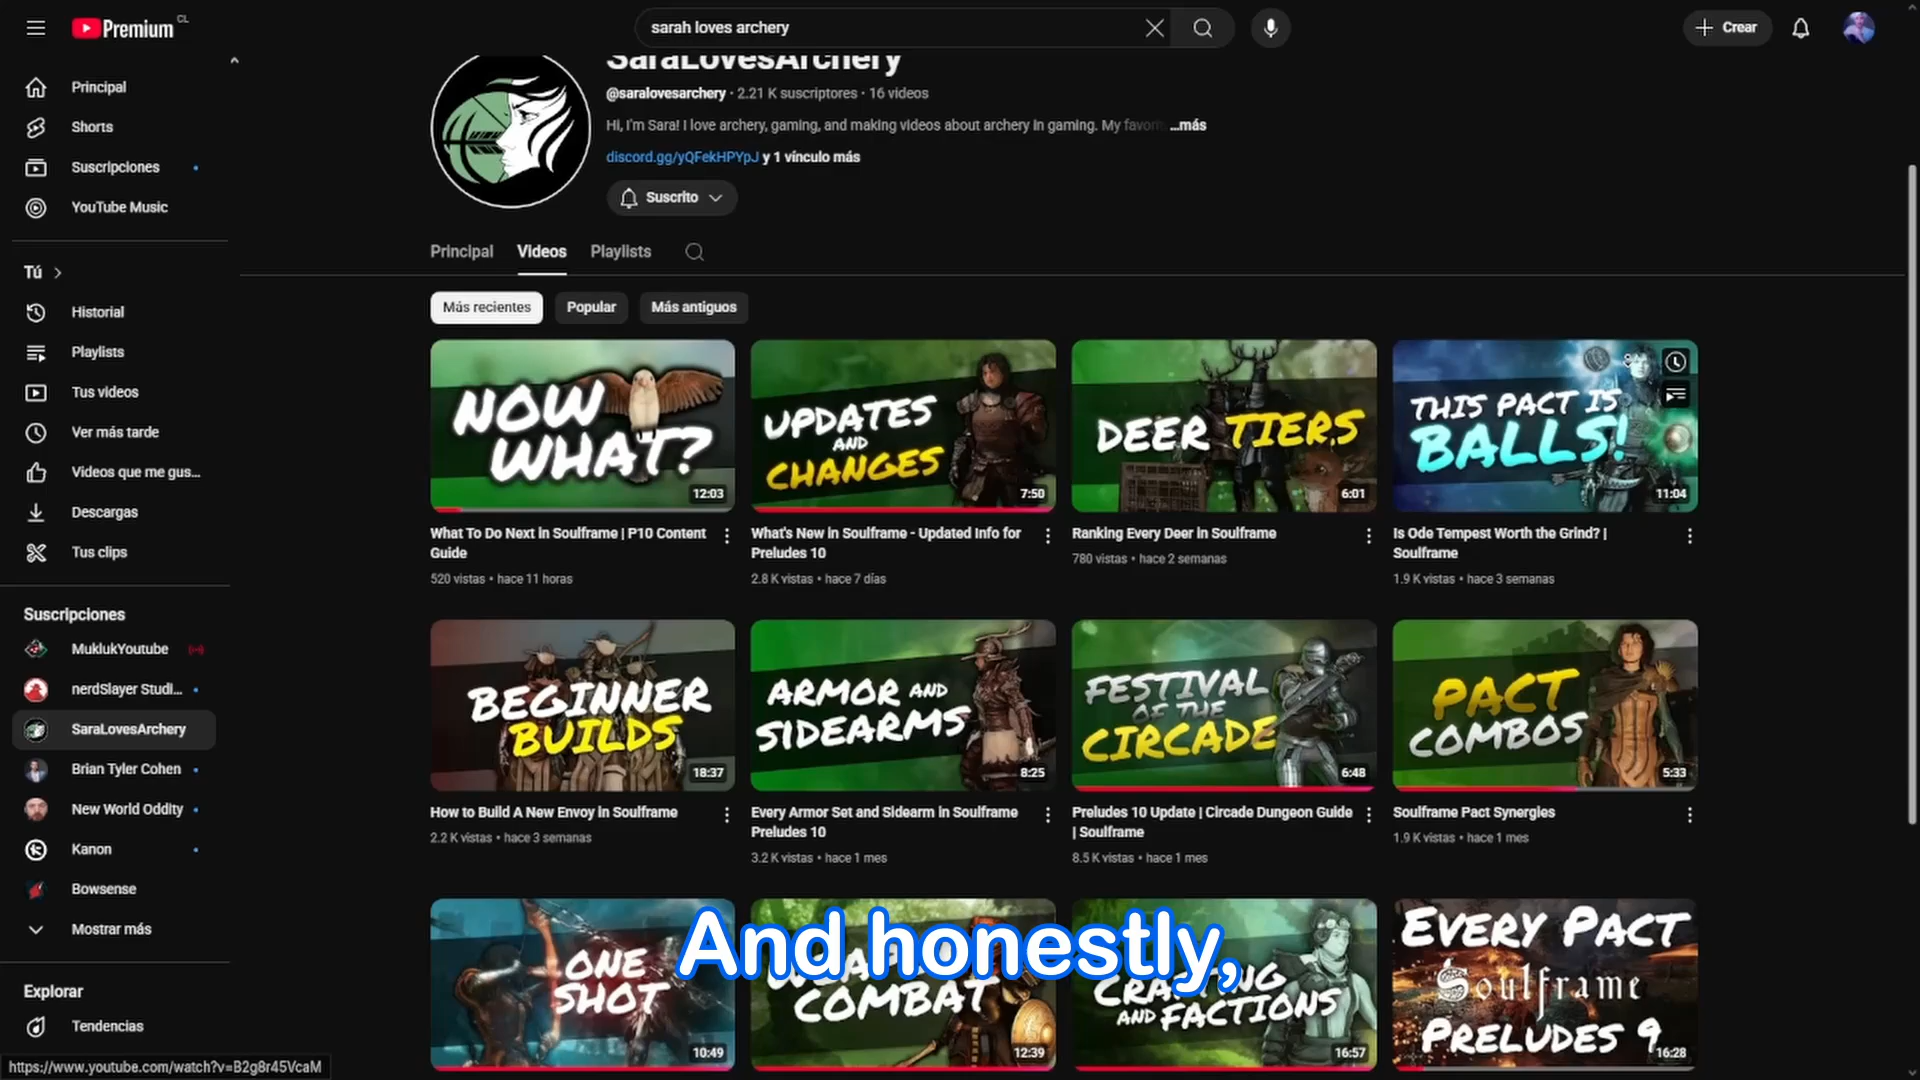 Premium CL
sarah loves archery
Crear
Principal
Shorts
Suscripciones
YouTube Music
Tú
Historial
Playlists
Tus videos
Ver más tarde
Videos que me gus...
Descargas
Tus clips
Suscripciones
MuklukYoutube
nerdSlayer Studi...
SaraLovesArchery
Brian Tyler Cohen
New World Oddity
Kanon
Bowsense
Mostrar más
Explorar
Tendencias
https://www.youtube.com/watch?v=B2g8r45VcaM
SaraLovesArchery
@saralovesarchery · 2.21 K suscriptores · 16 videos
Hi, I'm Sara! I love archery, gaming, and making videos about archery in gaming. My favori ...más
discord.gg/yQFekHPYpJ y 1 vínculo más
Suscrito
Principal Videos Playlists
Más recientes Popular Más antiguos
NOW
WHAT?
12:03
UPDATES
AND
CHANGES
7:50
DEER TIERS
6:01
THIS PACT IS
BALLS!
11:04
What To Do Next in Soulframe | P10 Content
Guide
520 vistas • hace 11 horas
What's New in Soulframe - Updated Info for
Preludes 10
2.8 K vistas • hace 7 días
Ranking Every Deer in Soulframe
780 vistas • hace 2 semanas
Is Ode Tempest Worth the Grind? |
Soulframe
1.9 K vistas • hace 3 semanas
BEGINNER
BUILDS
18:37
ARMOR AND
SIDEARMS
8:25
FESTIVAL
OF THE
CIRCADE
6:48
PACT
COMBOS
5:33
How to Build A New Envoy in Soulframe
2.2 K vistas • hace 3 semanas
Every Armor Set and Sidearm in Soulframe
Preludes 10
3.2 K vistas • hace 1 mes
Preludes 10 Update | Circade Dungeon Guide
| Soulframe
8.5 K vistas • hace 1 mes
Soulframe Pact Synergies
1.9 K vistas • hace 1 mes
ONE
SHOT
10:49
COMBAT
12:39
CRAFTING
AND FACTIONS
16:57
EVERY PACT
Soulframe
PRELUDES 9
16:28
And honestly,